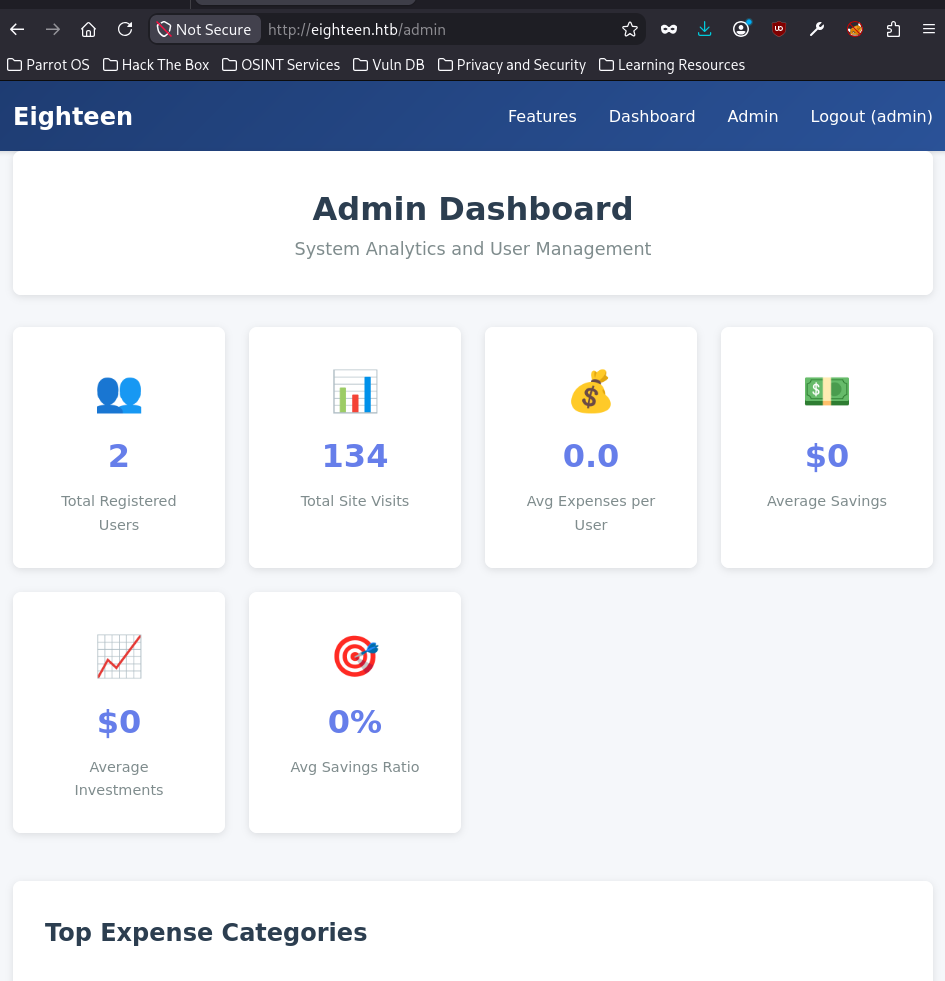 Not Secure http://eighteen.htb/admin
Parrot OS Hack The Box OSINT Services Vuln DB Privacy and Security Learning Resources
Eighteen Features Dashboard Admin Logout (admin)
Admin Dashboard
System Analytics and User Management
2
Total Registered
Users
134
Total Site Visits
0.0
Avg Expenses per
User
$0
Average Savings
$0
Average
Investments
0%
Avg Savings Ratio
Top Expense Categories